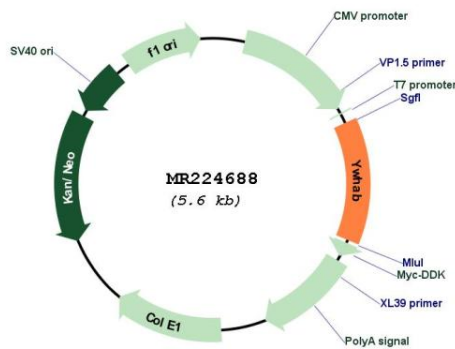 CMV promoter
VP1.5 primer
T7 promoter
SgfI
Ywhab
MluI
Myc-DDK
XL39 primer
PolyA signal
Col E1
Kan/Neo
SV40 ori
f1 ori
MR224688
(5.6 kb)